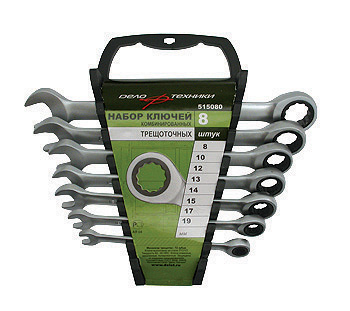 Дело Техники
515080
НАБОР КЛЮЧЕЙ 8
КОМБИНИРОВАННЫХ
ТРЕЩОТОЧНЫХ штук
8
10
12
13
14
15
17
19
мм